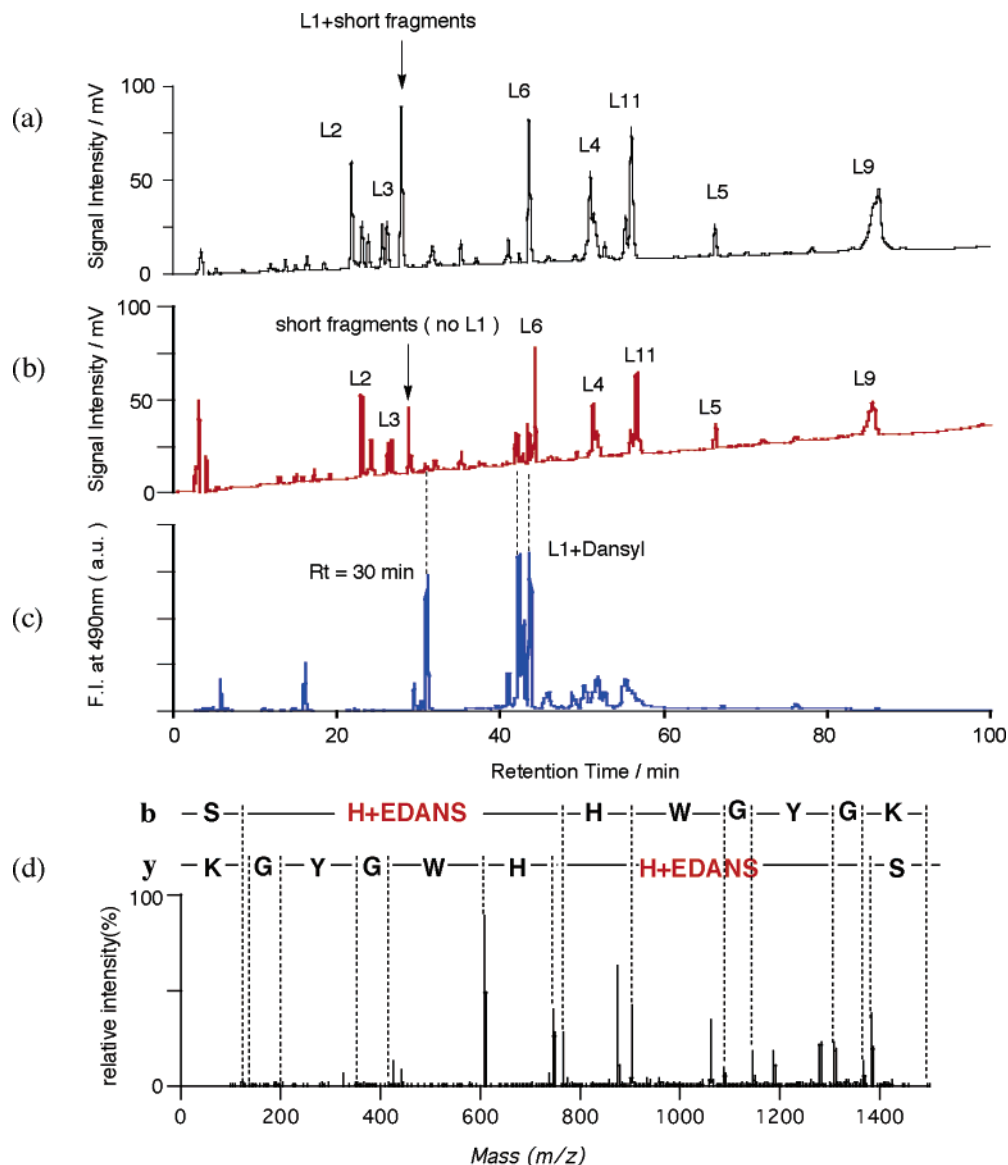 L1+short fragments
(a)
Signal Intensity / mV
100
50
0
L2
L3
L6
L4
L11
L5
L9
(b)
Signal Intensity / mV
100
50
0
short fragments ( no L1 )
L2
L3
L6
L4
L11
L5
L9
(c)
F.I. at 490nm ( a.u. )
Rt = 30 min
L1+Dansyl
0 20 40 60 80 100
Retention Time / min
(d)
b S H+EDANS H W G Y G K
y K G Y G W H H+EDANS S
relative intensity(%)
100
0
0 200 400 600 800 1000 1200 1400
Mass (m/z)